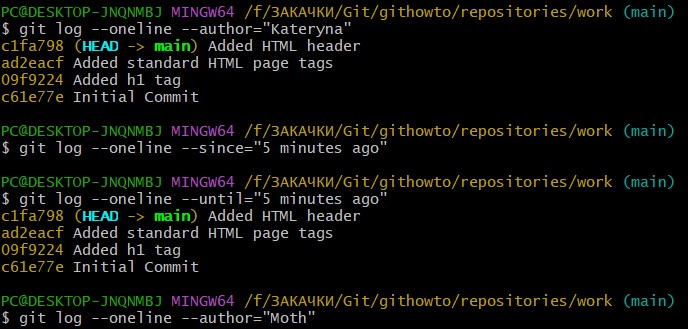 PC@DESKTOP-JNQNMBJ MINGW64 /f/ЗАКАЧКИ/Git/githowto/repositories/work (main)
$ git log --oneline --author="Kateryna"
c1fa798 (HEAD -> main) Added HTML header
ad2eacf Added standard HTML page tags
09f9224 Added h1 tag
c61e77e Initial Commit
PC@DESKTOP-JNQNMBJ MINGW64 /f/ЗАКАЧКИ/Git/githowto/repositories/work (main)
$ git log --oneline --since="5 minutes ago"
PC@DESKTOP-JNQNMBJ MINGW64 /f/ЗАКАЧКИ/Git/githowto/repositories/work (main)
$ git log --oneline --until="5 minutes ago"
c1fa798 (HEAD -> main) Added HTML header
ad2eacf Added standard HTML page tags
09f9224 Added h1 tag
c61e77e Initial Commit
PC@DESKTOP-JNQNMBJ MINGW64 /f/ЗАКАЧКИ/Git/githowto/repositories/work (main)
$ git log --oneline --author="Moth"